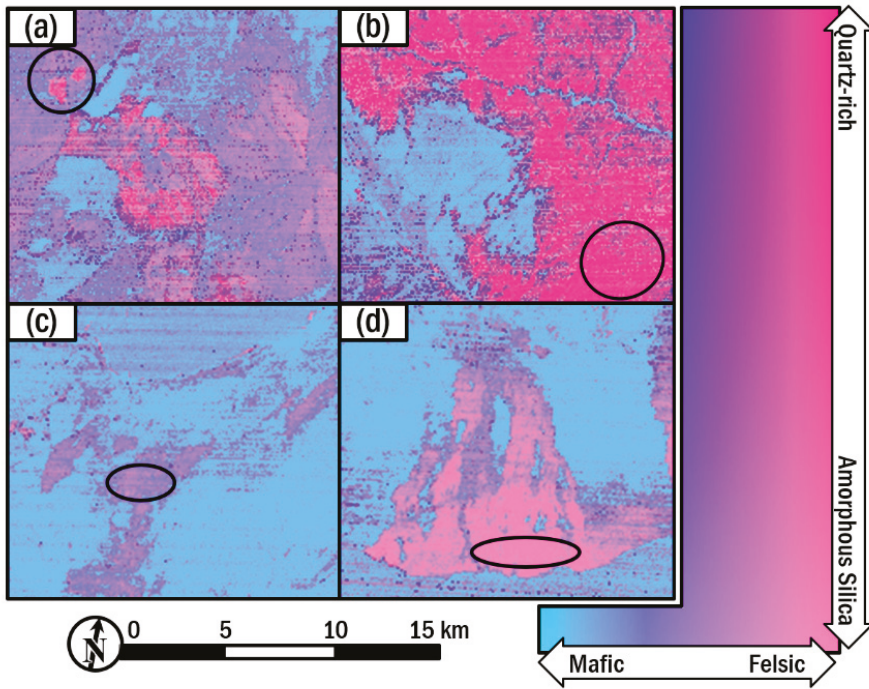 (a)
(b)
(c)
(d)
Quartz-rich
Amorphous Silica
Mafic
Felsic
N
0
5
10
15 km